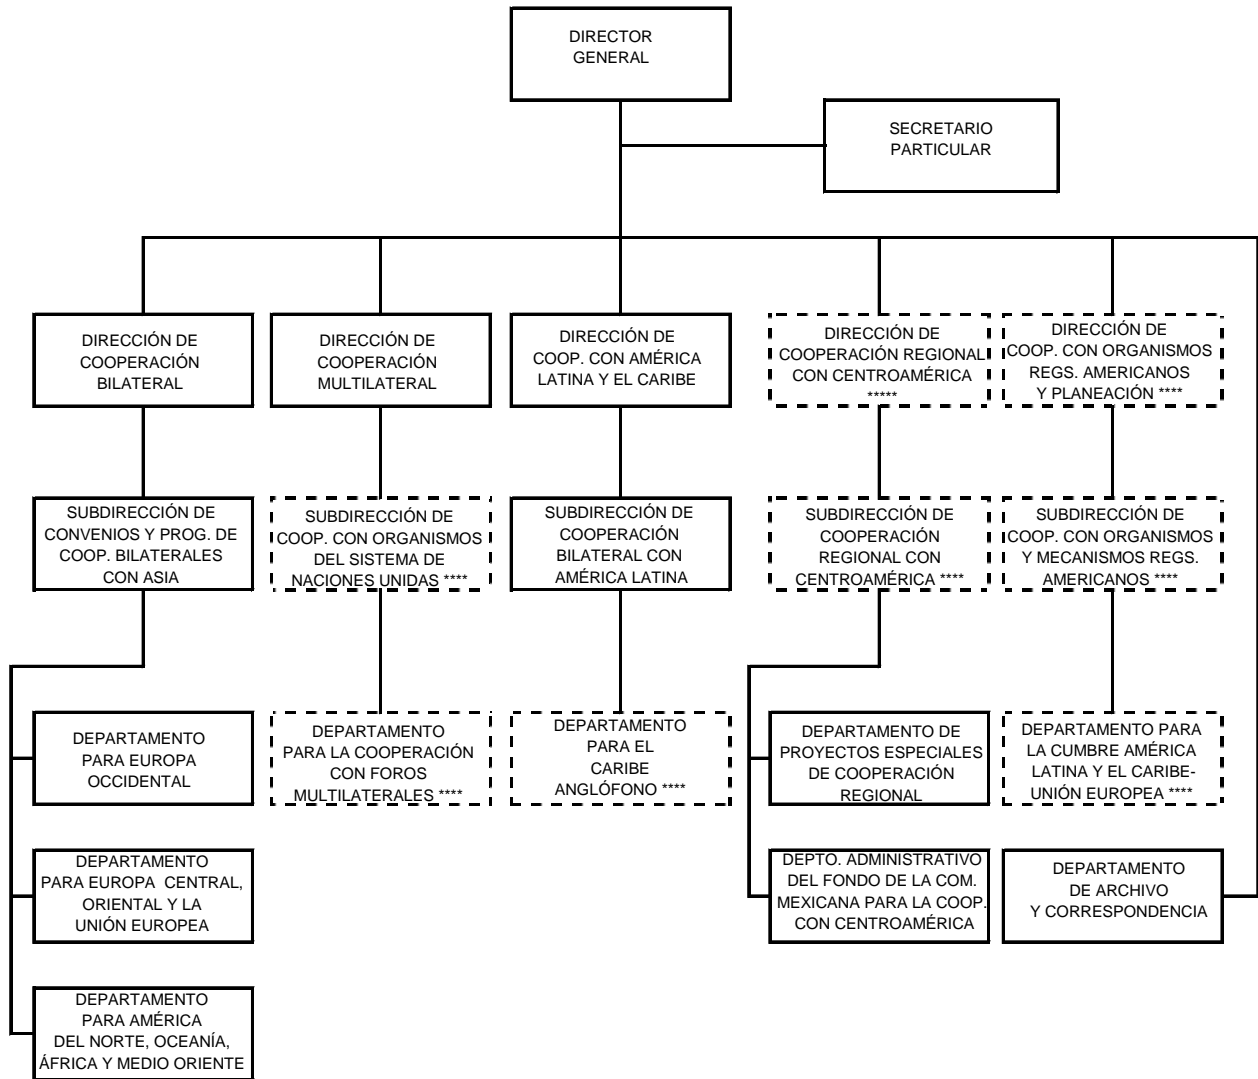 DIRECTOR
GENERAL
SECRETARIO
PARTICULAR
DIRECCIÓN DE
COOPERACIÓN
BILATERAL
DIRECCIÓN DE
COOPERACIÓN
MULTILATERAL
DIRECCIÓN DE
COOP. CON AMÉRICA
LATINA Y EL CARIBE
DIRECCIÓN DE
COOPERACIÓN REGIONAL
CON CENTROAMÉRICA
*****
DIRECCIÓN DE
COOP. CON ORGANISMOS
REGS. AMERICANOS
Y PLANEACIÓN ****
SUBDIRECCIÓN DE
CONVENIOS Y PROG. DE
COOP. BILATERALES
CON ASIA
SUBDIRECCIÓN DE
COOP. CON ORGANISMOS
DEL SISTEMA DE
NACIONES UNIDAS ****
SUBDIRECCIÓN DE
COOPERACIÓN
BILATERAL CON
AMÉRICA LATINA
SUBDIRECCIÓN DE
COOPERACIÓN
REGIONAL CON
CENTROAMÉRICA ****
SUBDIRECCIÓN DE
COOP. CON ORGANISMOS
Y MECANISMOS REGS.
AMERICANOS ****
DEPARTAMENTO
PARA EUROPA
OCCIDENTAL
DEPARTAMENTO
PARA LA COOPERACIÓN
CON FOROS
MULTILATERALES ****
DEPARTAMENTO
PARA EL
CARIBE
ANGLÓFONO ****
DEPARTAMENTO DE
PROYECTOS ESPECIALES
DE COOPERACIÓN
REGIONAL
DEPARTAMENTO PARA
LA CUMBRE AMÉRICA
LATINA Y EL CARIBE-
UNIÓN EUROPEA ****
DEPARTAMENTO
PARA EUROPA CENTRAL,
ORIENTAL Y LA
UNIÓN EUROPEA
DEPTO. ADMINISTRATIVO
DEL FONDO DE LA COM.
MEXICANA PARA LA COOP.
CON CENTROAMÉRICA
DEPARTAMENTO
DE ARCHIVO
Y CORRESPONDENCIA
DEPARTAMENTO
PARA AMÉRICA
DEL NORTE, OCEANÍA,
ÁFRICA Y MEDIO ORIENTE